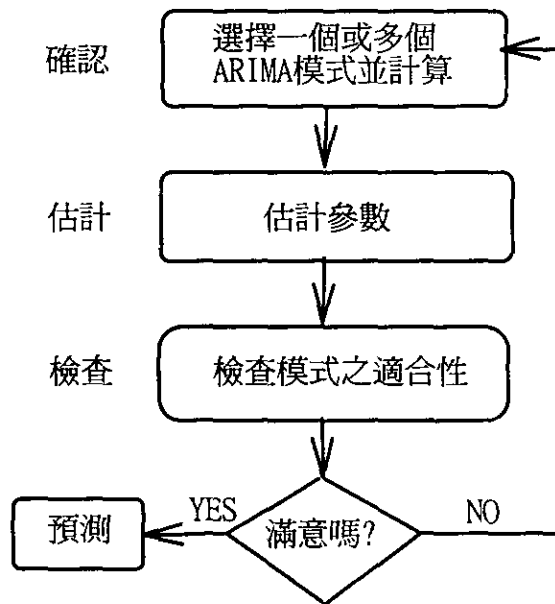 確認
選擇一個或多個
ARIMA模式並計算
估計
估計參數
檢查
檢查模式之適合性
預測
YES
滿意嗎?
NO